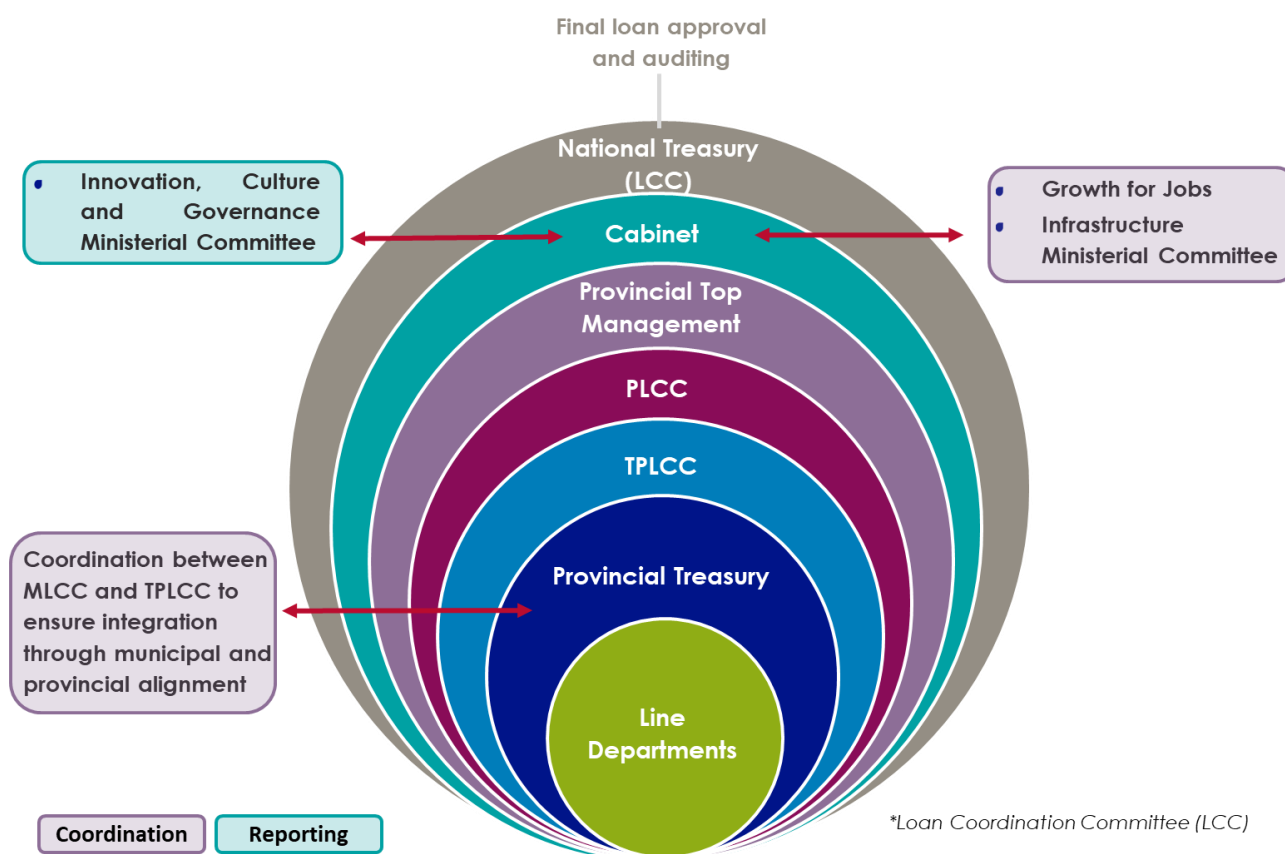 Final loan approval
and auditing
National Treasury
(LCC)
Innovation, Culture
and Governance
Ministerial Committee
Cabinet
Growth for Jobs
Infrastructure
Ministerial Committee
Provincial Top
Management
PLCC
TPLCC
Coordination between
MLCC and TPLCC to
ensure integration
through municipal and
provincial alignment
Provincial Treasury
Line
Departments
Coordination
Reporting
*Loan Coordination Committee (LCC)